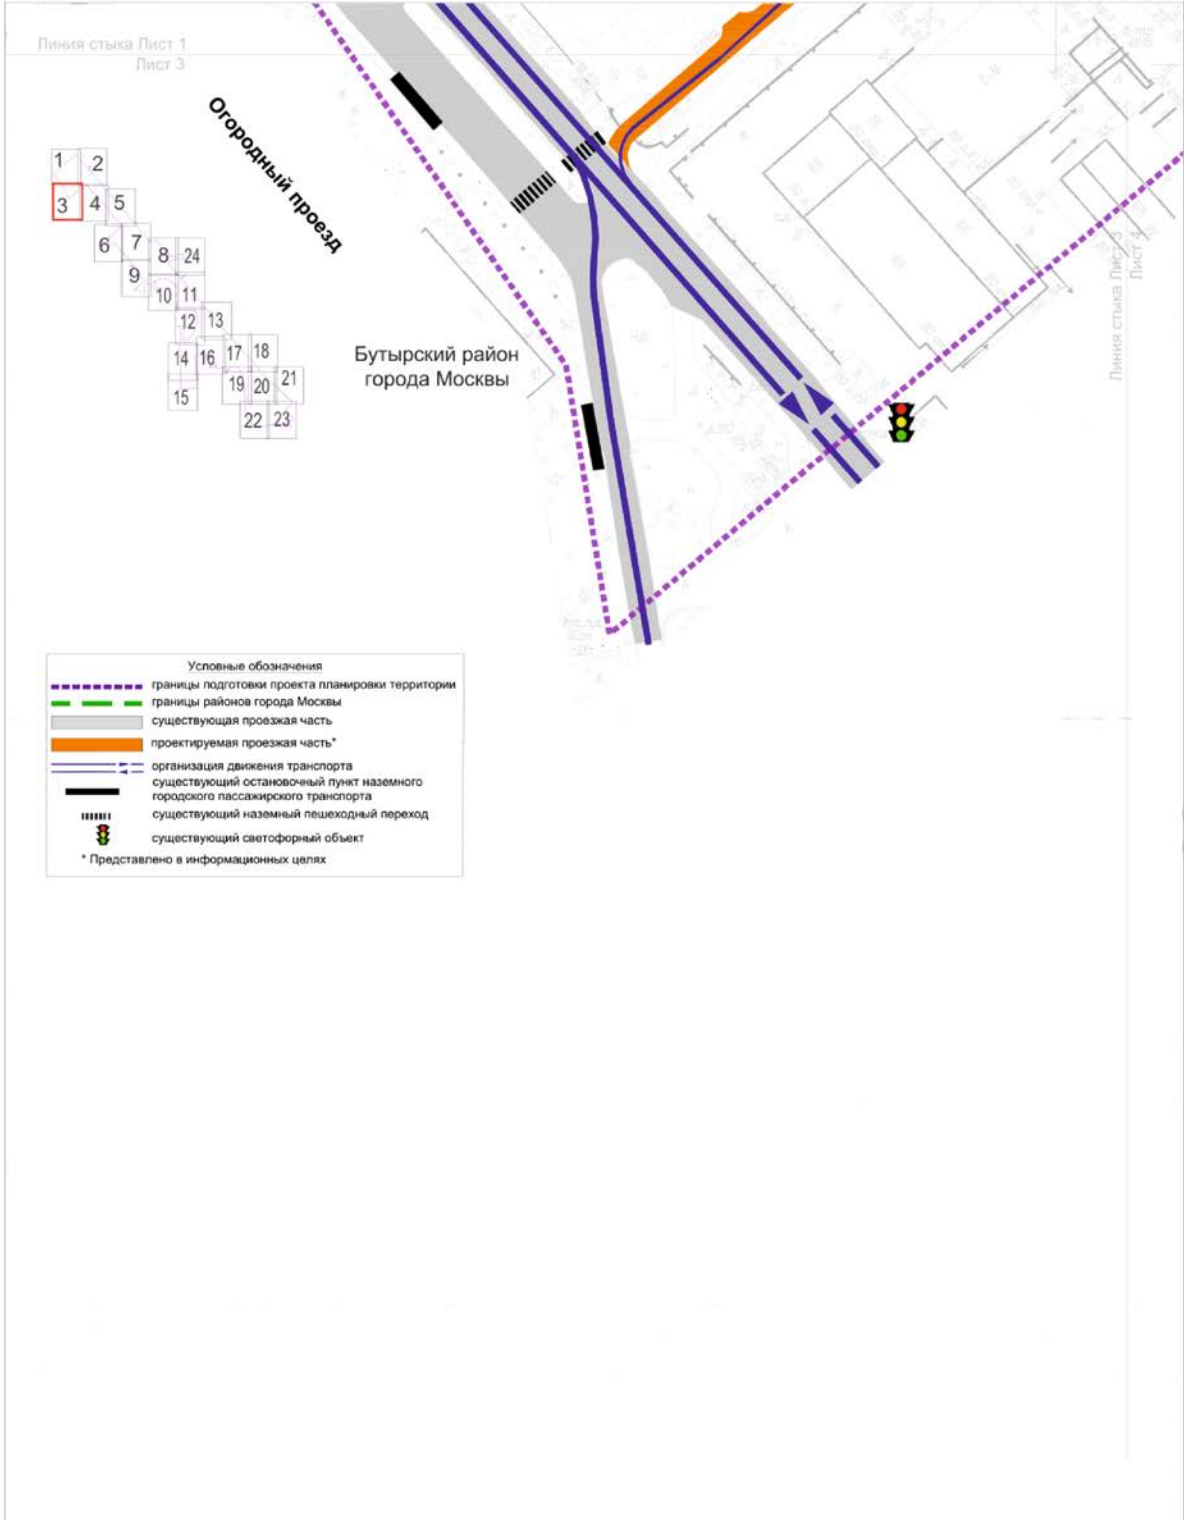 Линия стыка Лист 1
Лист 3
Огородный проезд
1 2
3 4 5
6 7 8 24
9 10 11
12 13
14 16 17 18
15 19 20 21
22 23
Бутырский район
города Москвы
Линия стыка Лист 3
Лист 4
Условные обозначения
границы подготовки проекта планировки территории
границы районов города Москвы
существующая проезжая часть
проектируемая проезжая часть*
организация движения транспорта
существующий остановочный пункт наземного
городского пассажирского транспорта
существующий наземный пешеходный переход
существующий светофорный объект
* Представлено в информационных целях